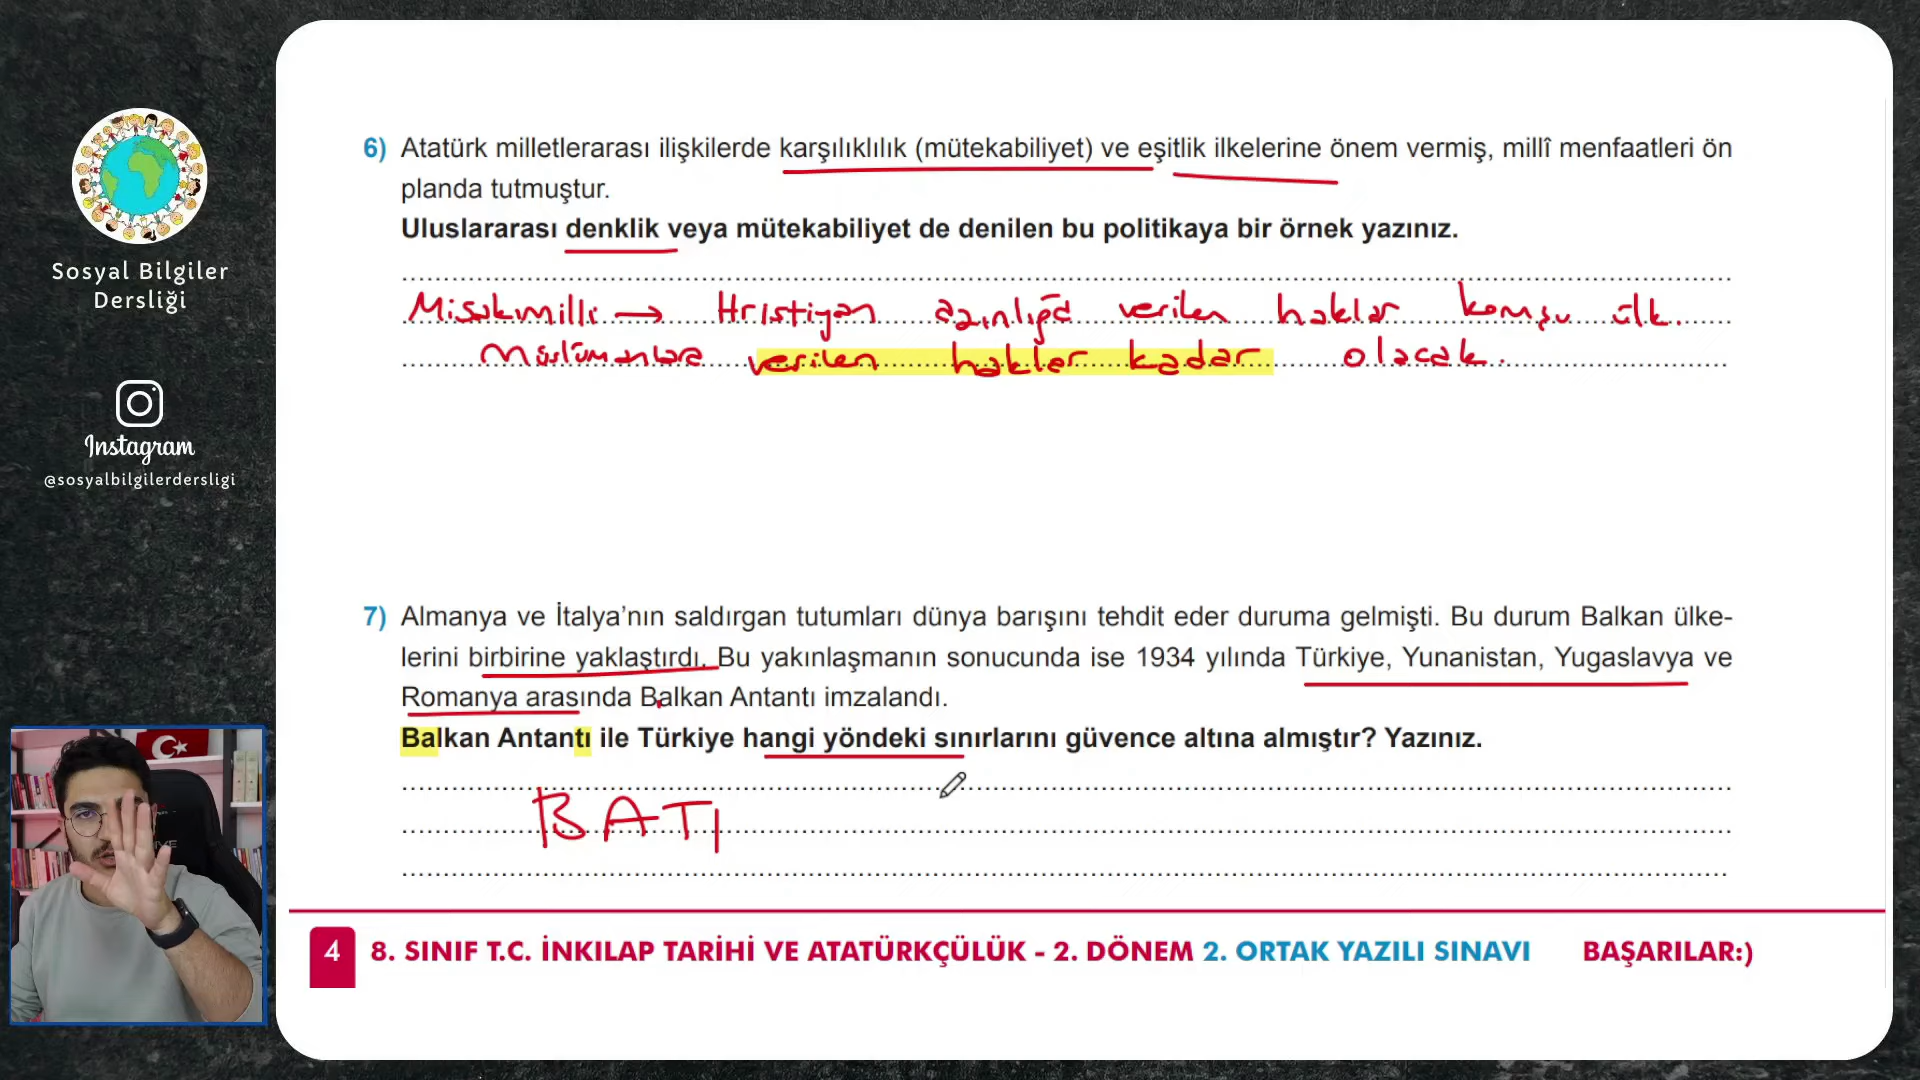 Sosyal Bilgiler
Dersliği
Instagram
@sosyalbilgilerdersligi
6) Atatürk milletlerarası ilişkilerde karşılıklılık (mütekabiliyet) ve eşitlik ilkelerine önem vermiş, millî menfaatleri ön
planda tutmuştur.
Uluslararası denklik veya mütekabiliyet de denilen bu politikaya bir örnek yazınız.
Misakımilli → Hristiyan azınlığa verilen haklar komşu ülk.
Müslümanlara verilen haklar kadar olacak.
7) Almanya ve İtalya’nın saldırgan tutumları dünya barışını tehdit eder duruma gelmişti. Bu durum Balkan ülke-
lerini birbirine yaklaştırdı. Bu yakınlaşmanın sonucunda ise 1934 yılında Türkiye, Yunanistan, Yugaslavya ve
Romanya arasında Balkan Antantı imzalandı.
Balkan Antantı ile Türkiye hangi yöndeki sınırlarını güvence altına almıştır? Yazınız.
BATI
4 8. SINIF T.C. İNKILAP TARİHİ VE ATATÜRKÇÜLÜK - 2. DÖNEM 2. ORTAK YAZILI SINAVI BAŞARILAR:)